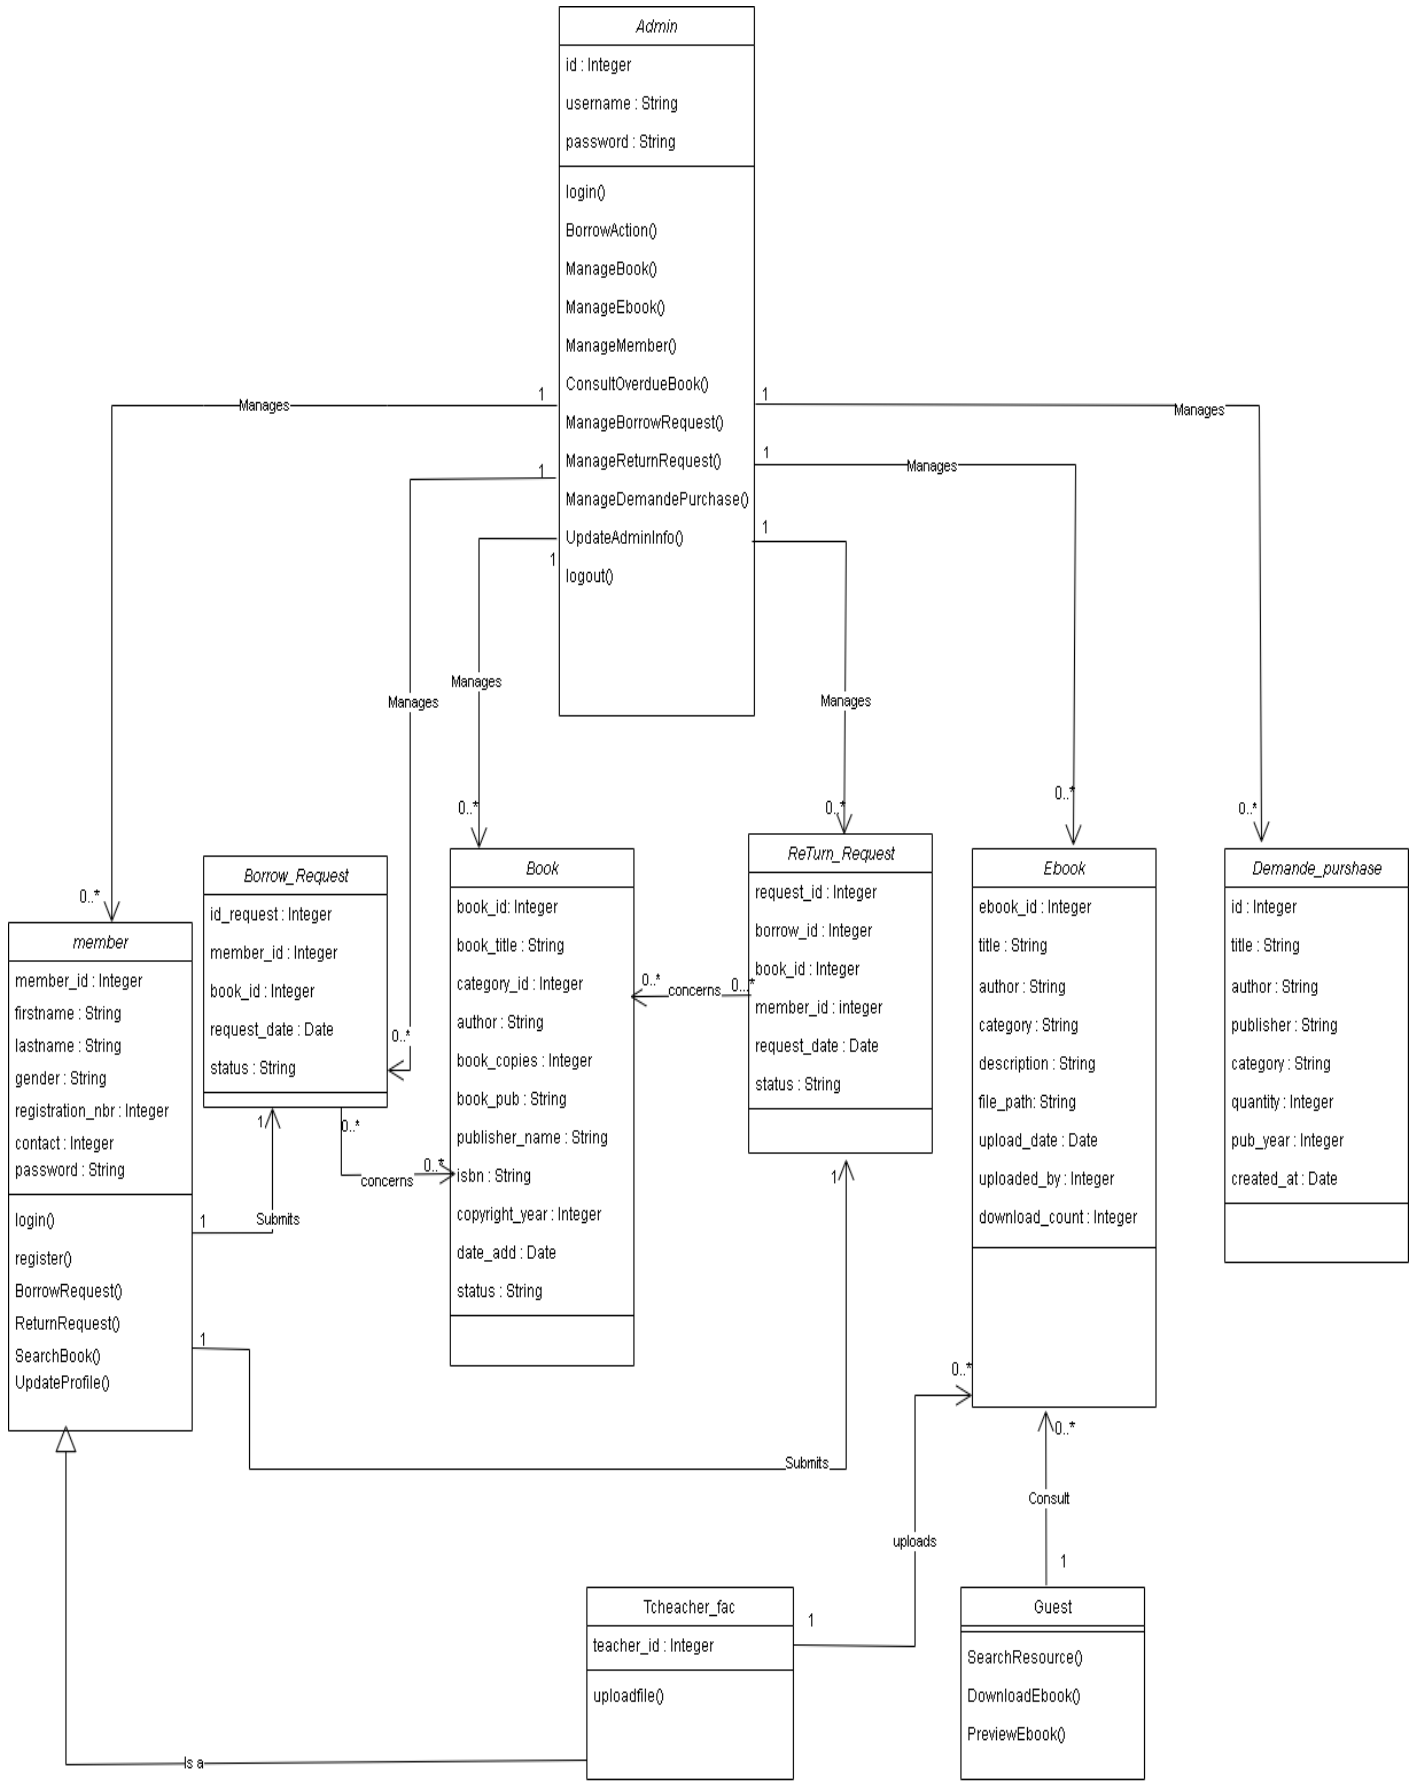 Admin
id : Integer
username : String
password : String
login()
BorrowAction()
ManageBook()
ManageEbook()
ManageMember()
ConsultOverdueBook()
ManageBorrowRequest()
ManageReturnRequest()
ManageDemandePurchase()
UpdateAdminInfo()
logout()
1
Manages
0..*
1
Manages
0..*
1
Manages
0..*
1
Manages
0..*
1
Manages
0..*
1
Manages
0..*
member
member_id : Integer
firstname : String
lastname : String
gender : String
registration_nbr : Integer
contact : Integer
password : String
login()
register()
BorrowRequest()
ReturnRequest()
SearchBook()
UpdateProfile()
Borrow_Request
id_request : Integer
member_id : Integer
book_id : Integer
request_date : Date
status : String
Book
book_id: Integer
book_title : String
category_id : Integer
author : String
book_copies : Integer
book_pub : String
publisher_name : String
isbn : String
copyright_year : Integer
date_add : Date
status : String
ReTurn_Request
request_id : Integer
borrow_id : Integer
book_id : Integer
member_id : integer
request_date : Date
status : String
Ebook
ebook_id : Integer
title : String
author : String
category : String
description : String
file_path: String
upload_date : Date
uploaded_by : Integer
download_count : Integer
Demande_purshase
id : Integer
title : String
author : String
publisher : String
category : String
quantity : Integer
pub_year : Integer
created_at : Date
0..*
concerns
0..*
0..*
concerns
0..*
1
Submits
1
1
Submits
1
0..*
uploads
1
0..*
Consult
1
Tcheacher_fac
teacher_id : Integer
uploadfile()
Guest
SearchResource()
DownloadEbook()
PreviewEbook()
Is a